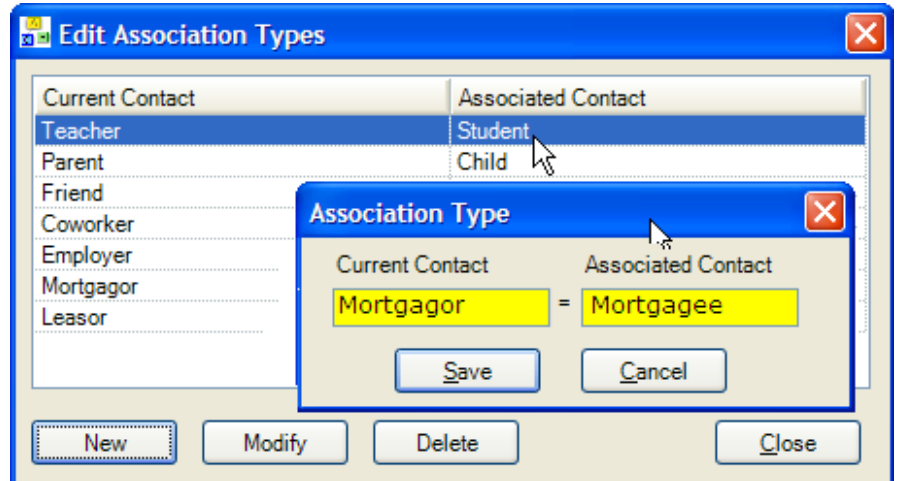 Edit Association Types
Current Contact Associated Contact
Teacher Student
Parent Child
Friend
Coworker
Employer
Mortgagor
Leasor
Association Type
Current Contact Associated Contact
Mortgagor = Mortgagee
Save Cancel
New Modify Delete Close